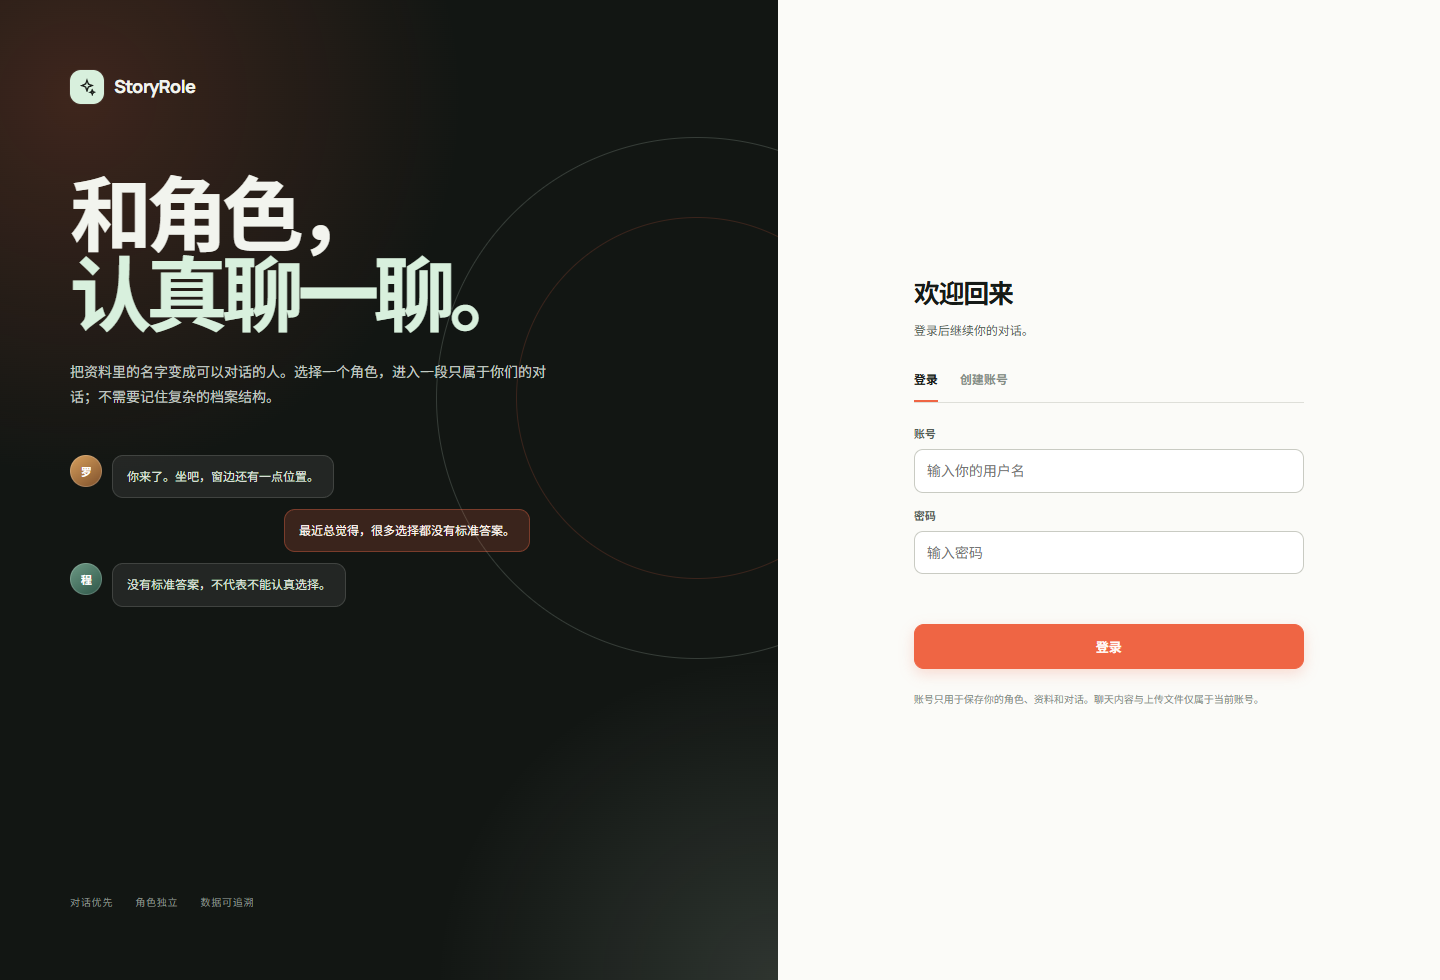 StoryRole
和角色，
认真聊一聊。
把资料里的名字变成可以对话的人。选择一个角色，进入一段只属于你们的对
话；不需要记住复杂的档案结构。
罗
你来了。坐吧，窗边还有一点位置。
最近总觉得，很多选择都没有标准答案。
程
没有标准答案，不代表不能认真选择。
对话优先 角色独立 数据可追溯
欢迎回来
登录后继续你的对话。
登录 创建账号
账号
输入你的用户名
密码
输入密码
登录
账号只用于保存你的角色、资料和对话。聊天内容与上传文件仅属于当前账号。